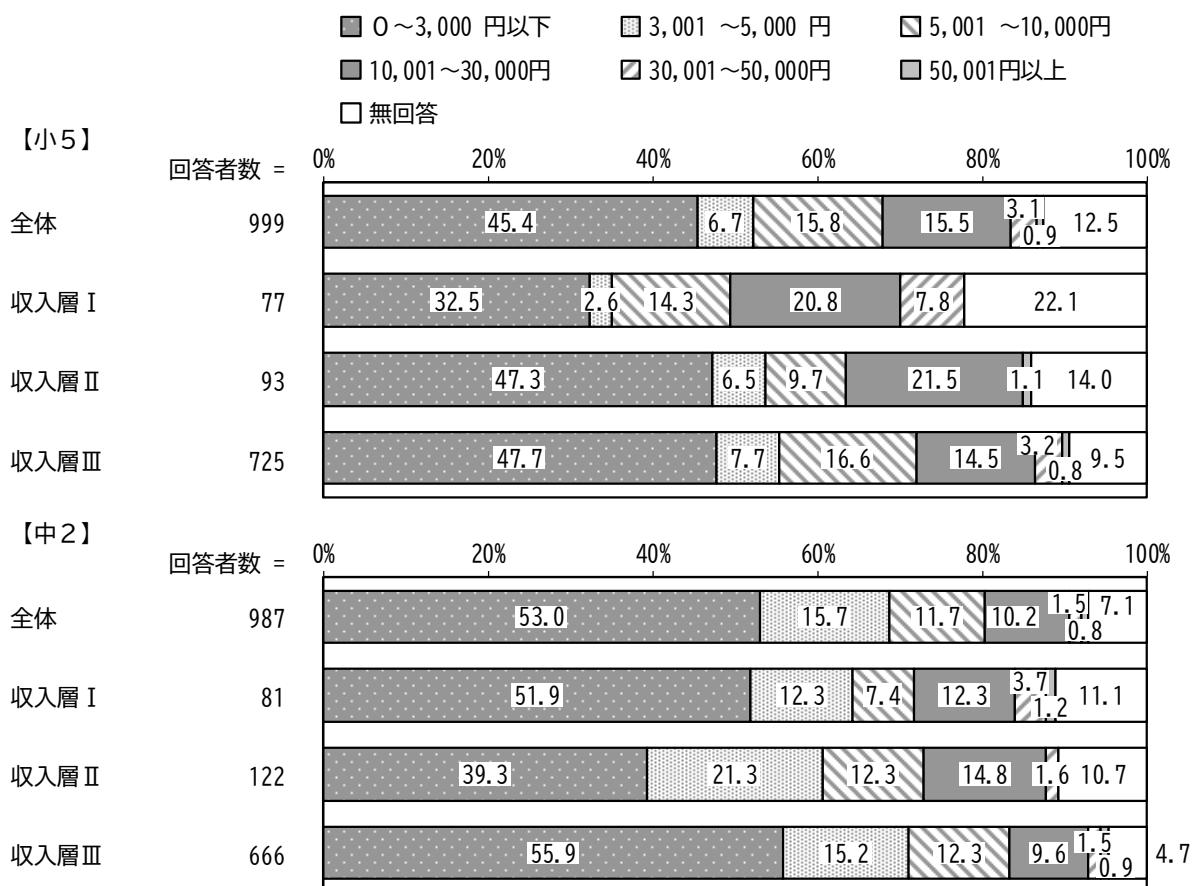 ０～3,000 円以下 3,001 ～5,000 円 5,001 ～10,000円
10,001～30,000円 30,001～50,000円 50,001円以上
無回答
【小５】
回答者数 = 0% 20% 40% 60% 80% 100%
全体 999 45.4 6.7 15.8 15.5 3.1 0.9 12.5
収入層Ⅰ 77 32.5 2.6 14.3 20.8 7.8 22.1
収入層Ⅱ 93 47.3 6.5 9.7 21.5 1.1 14.0
収入層Ⅲ 725 47.7 7.7 16.6 14.5 3.2 0.8 9.5
【中２】
回答者数 = 0% 20% 40% 60% 80% 100%
全体 987 53.0 15.7 11.7 10.2 1.5 0.8 7.1
収入層Ⅰ 81 51.9 12.3 7.4 12.3 3.7 1.2 11.1
収入層Ⅱ 122 39.3 21.3 12.3 14.8 1.6 10.7
収入層Ⅲ 666 55.9 15.2 12.3 9.6 1.5 0.9 4.7